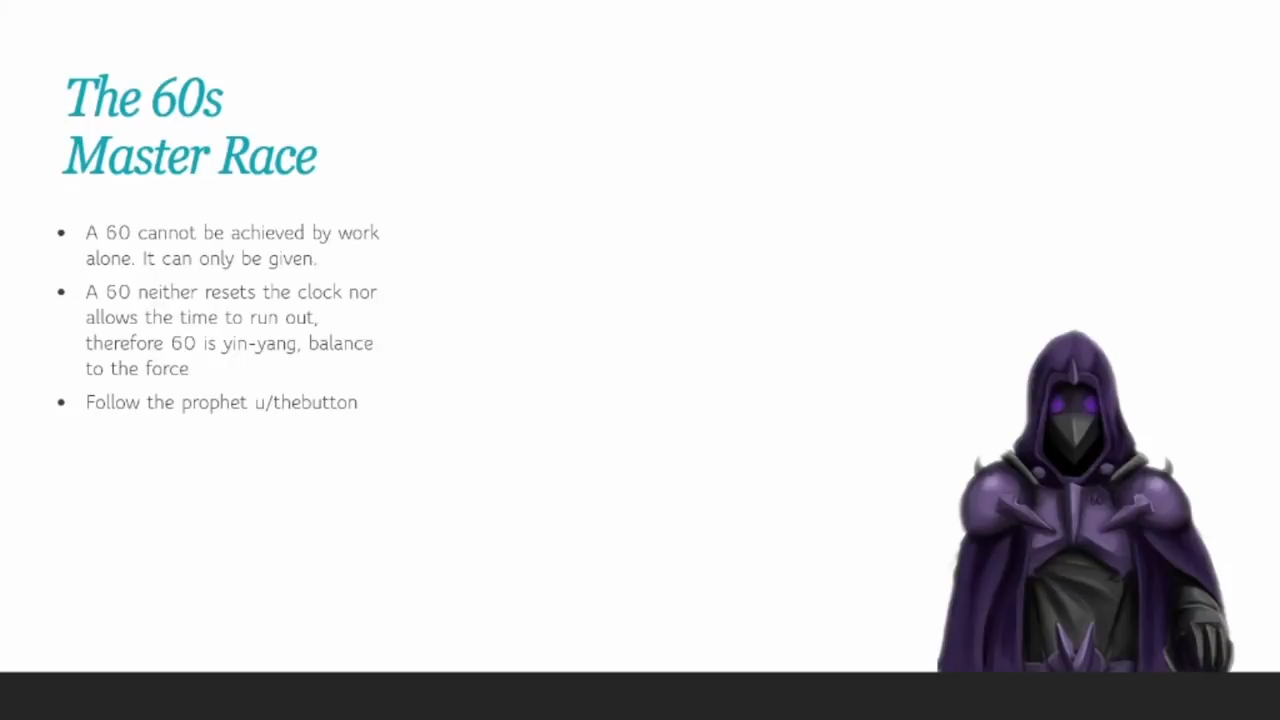 The 60s
Master Race
• A 60 cannot be achieved by work
alone. It can only be given.
• A 60 neither resets the clock nor
allows the time to run out,
therefore 60 is yin-yang, balance
to the force
• Follow the prophet u/thebutton